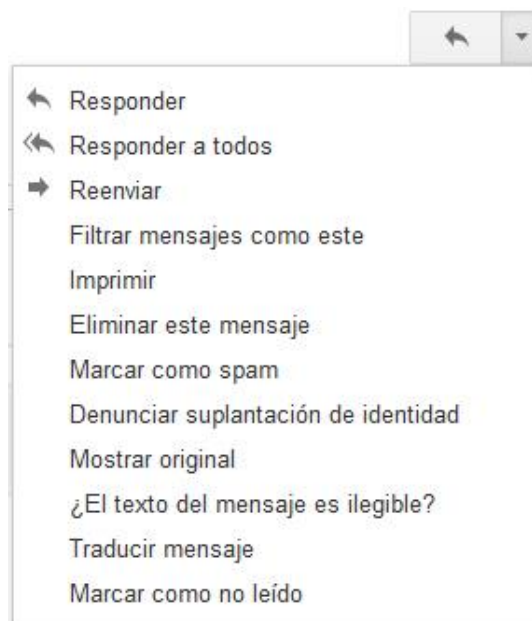 Responder
Responder a todos
Reenviar
Filtrar mensajes como este
Imprimir
Eliminar este mensaje
Marcar como spam
Denunciar suplantación de identidad
Mostrar original
¿El texto del mensaje es ilegible?
Traducir mensaje
Marcar como no leído